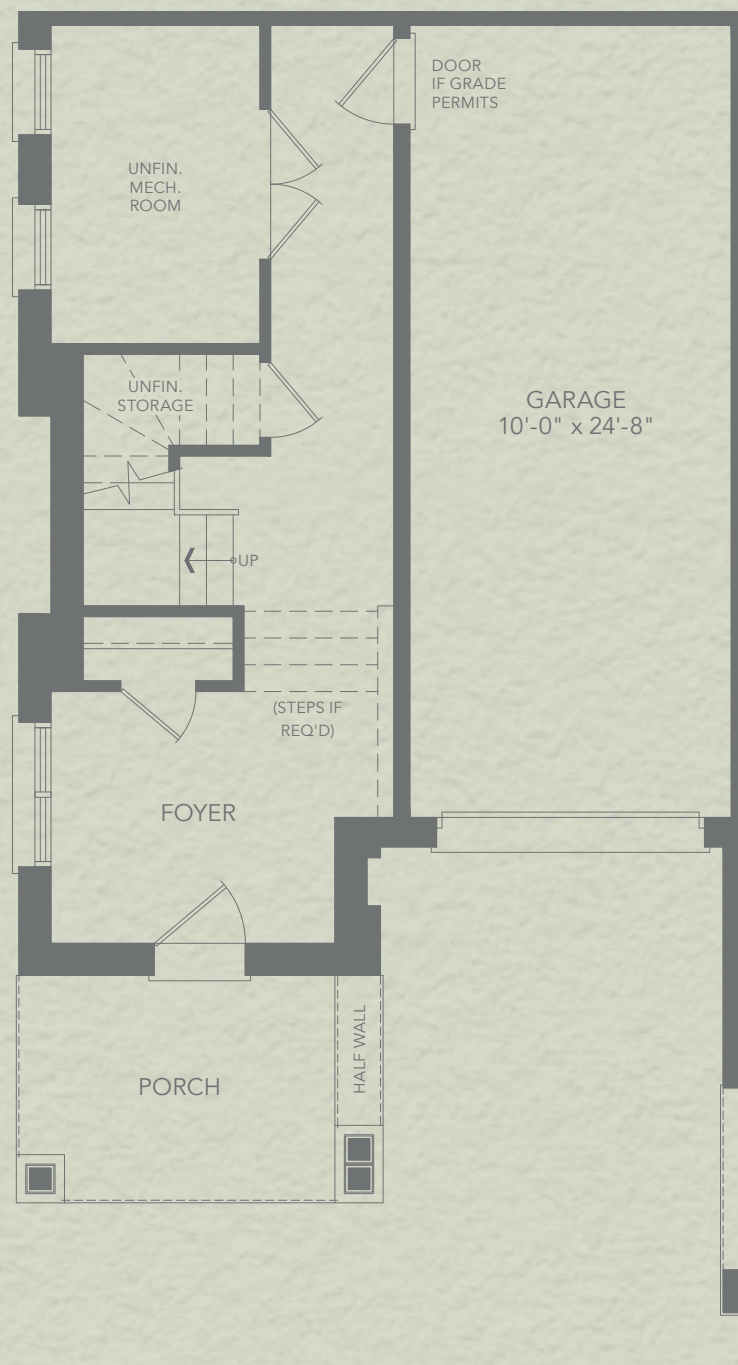 DOOR
IF GRADE
PERMITS
UNFIN.
MECH.
ROOM
UNFIN.
STORAGE
GARAGE
10'-0" x 24'-8"
UP
(STEPS IF
REQ'D)
FOYER
HALF WALL
PORCH